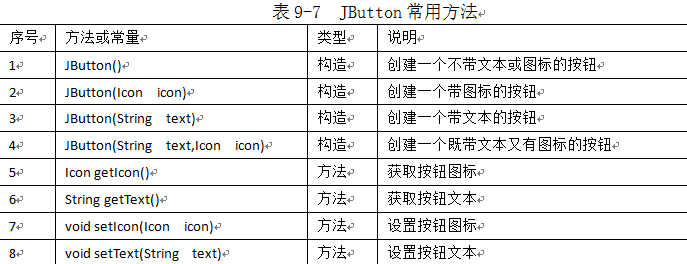 表 9-7 JButton 常用方法
序号 方法或常量 类型 说明
1 JButton() 构造 创建一个不带文本或图标的按钮
2 JButton(Icon icon) 构造 创建一个带图标的按钮
3 JButton(String text) 构造 创建一个带文本的按钮
4 JButton(String text,Icon icon) 构造 创建一个既带文本又有图标的按钮
5 Icon getIcon() 方法 获取按钮图标
6 String getText() 方法 获取按钮文本
7 void setIcon(Icon icon) 方法 设置按钮图标
8 void setText(String text) 方法 设置按钮文本